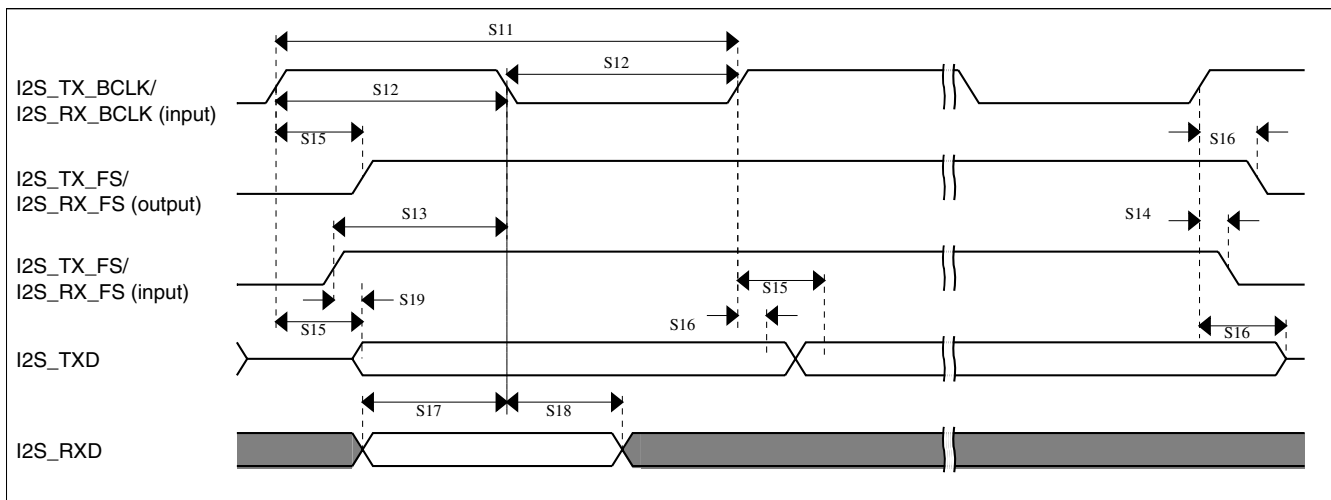 S11
I2S_TX_BCLK/
I2S_RX_BCLK (input)
S12
S12
S15
S16
I2S_TX_FS/
I2S_RX_FS (output)
S13
S14
I2S_TX_FS/
I2S_RX_FS (input)
S15
S19
S15
S16
S16
I2S_TXD
S17
S18
I2S_RXD